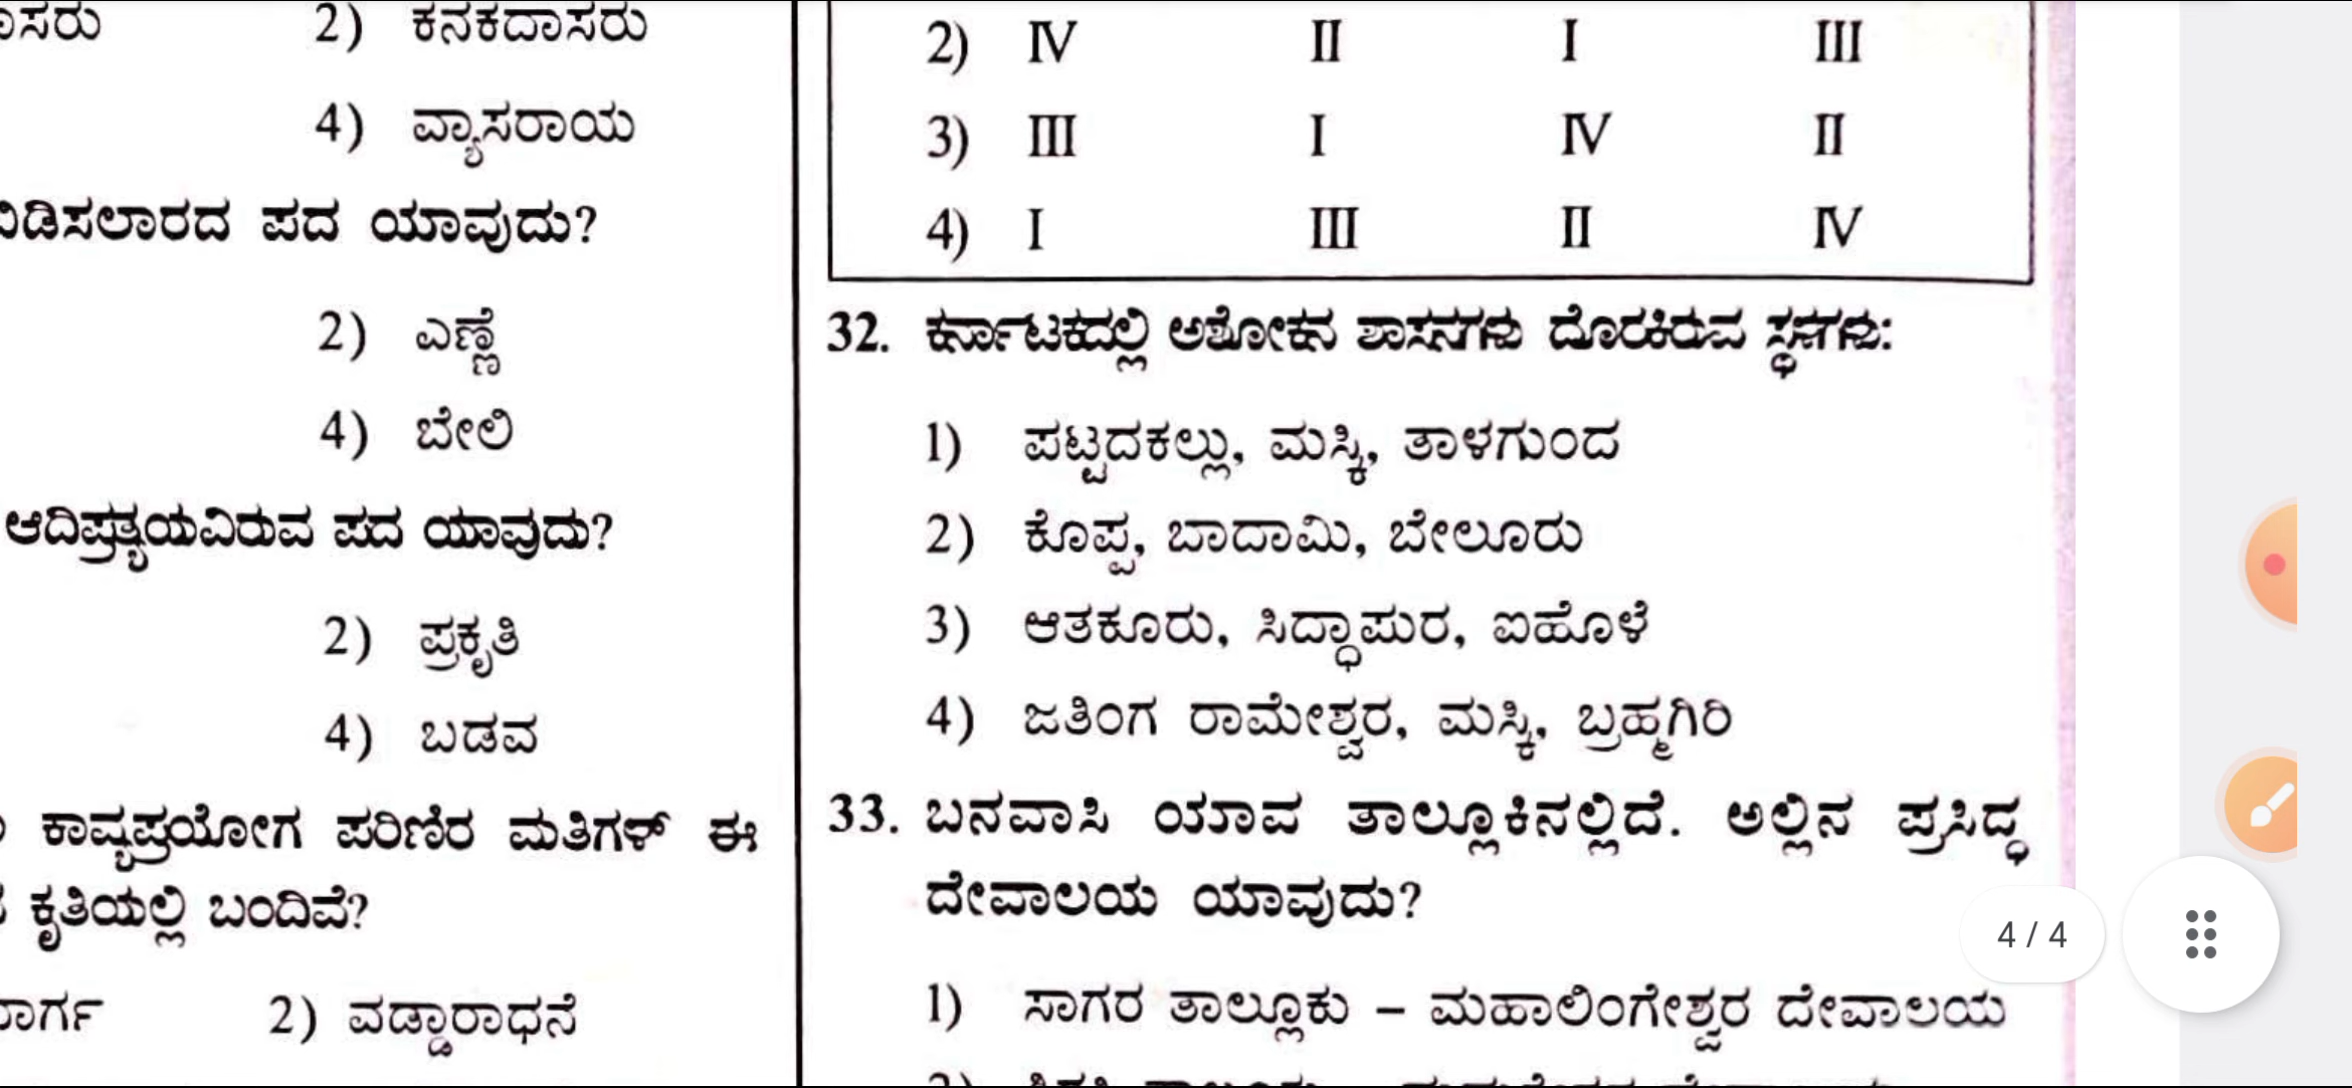 2) ಕನಕದಾಸರು
4) ವ್ಯಾಸರಾಯ
ಪದ ಯಾವುದು?
2) ಎಣ್ಣೆ
4) ಬೇಲಿ
ಆದಿಪ್ರತ್ಯಯವಿರುವ ಪದ ಯಾವುದು?
2) ಪ್ರಕೃತಿ
4) ಬಡವ
ಕಾವ್ಯಪ್ರಯೋಗ ಪರಿಣಿರ ಮತಿಗಳ್ ಈ
ಕೃತಿಯಲ್ಲಿ ಬಂದಿವೆ?
2) ವಡ್ಡಾರಾಧನೆ
2) IV II I III
3) III I IV II
4) I III II IV
32. ಕರ್ನಾಟಕದಲ್ಲಿ ಅಶೋಕನ ಶಾಸನಗಳು ದೊರಕಿರುವ ಸ್ಥಳಗಳು:
1) ಪಟ್ಟದಕಲ್ಲು, ಮಸ್ಕಿ, ತಾಳಗುಂದ
2) ಕೊಪ್ಪ, ಬಾದಾಮಿ, ಬೇಲೂರು
3) ಆತಕೂರು, ಸಿದ್ಧಾಪುರ, ಐಹೊಳೆ
4) ಜತಿಂಗ ರಾಮೇಶ್ವರ, ಮಸ್ಕಿ, ಬ್ರಹ್ಮಗಿರಿ
33. ಬನವಾಸಿ ಯಾವ ತಾಲ್ಲೂಕಿನಲ್ಲಿದೆ. ಅಲ್ಲಿನ ಪ್ರಸಿದ್ಧ
ದೇವಾಲಯ ಯಾವುದು?
1) ಸಾಗರ ತಾಲ್ಲೂಕು – ಮಹಾಲಿಂಗೇಶ್ವರ ದೇವಾಲಯ
4 / 4